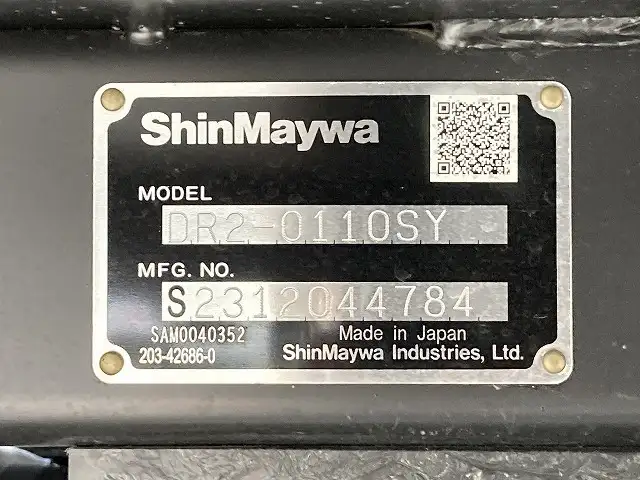 ShinMaywa
MODEL
DR2-0110SY
MFG. NO.
S2312044784
SAM0040352
Made in Japan
203-42686-0
ShinMaywa Industries, Ltd.